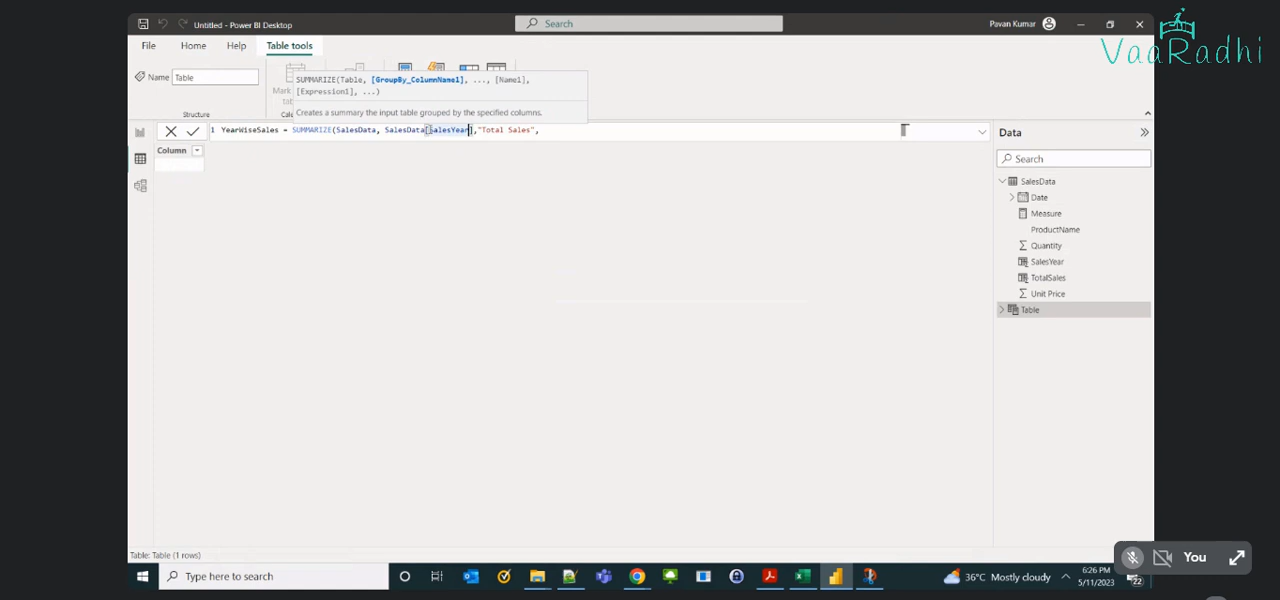 Untitled - Power BI Desktop
Search
Pavan Kumar
VaaRadhi
File
Home
Help
Table tools
Name
Table
Mark
Structure
SUMMARIZE(Table, [GroupBy_ColumnName1], ..., [Name1],
[Expression1], ...)
Creates a summary the input table grouped by the specified columns.
1 YearWiseSales = SUMMARIZE(SalesData, SalesData[SalesYear],"Total Sales",
Column
Data
Search
SalesData
Date
Measure
ProductName
Quantity
SalesYear
TotalSales
Unit Price
Table
Table: Table (1 rows)
You
Type here to search
36°C Mostly cloudy
6:26 PM
5/11/2023
22